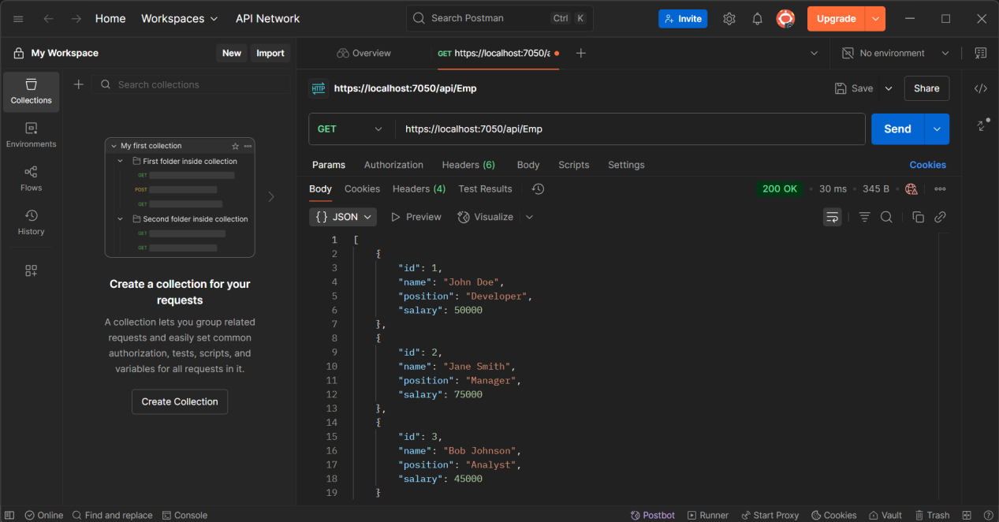 Home Workspaces API Network Search Postman Ctrl K Invite Upgrade
My Workspace New Import Overview GET https://localhost:7050/a No environment
Search collections
Collections
Environments
Flows
History
My first collection
First folder inside collection
GET
POST
GET
Second folder inside collection
GET
GET
Create a collection for your
requests
A collection lets you group related
requests and easily set common
authorization, tests, scripts, and
variables for all requests in it.
Create Collection
HTTP https://localhost:7050/api/Emp Save Share
GET https://localhost:7050/api/Emp Send
Params Authorization Headers (6) Body Scripts Settings Cookies
Body Cookies Headers (4) Test Results 200 OK • 30 ms • 345 B •
{} JSON Preview Visualize
1 [
2 {
3 "id": 1,
4 "name": "John Doe",
5 "position": "Developer",
6 "salary": 50000
7 },
8 {
9 "id": 2,
10 "name": "Jane Smith",
11 "position": "Manager",
12 "salary": 75000
13 },
14 {
15 "id": 3,
16 "name": "Bob Johnson",
17 "position": "Analyst",
18 "salary": 45000
19 }
Online Find and replace Console Postbot Runner Start Proxy Cookies Vault Trash